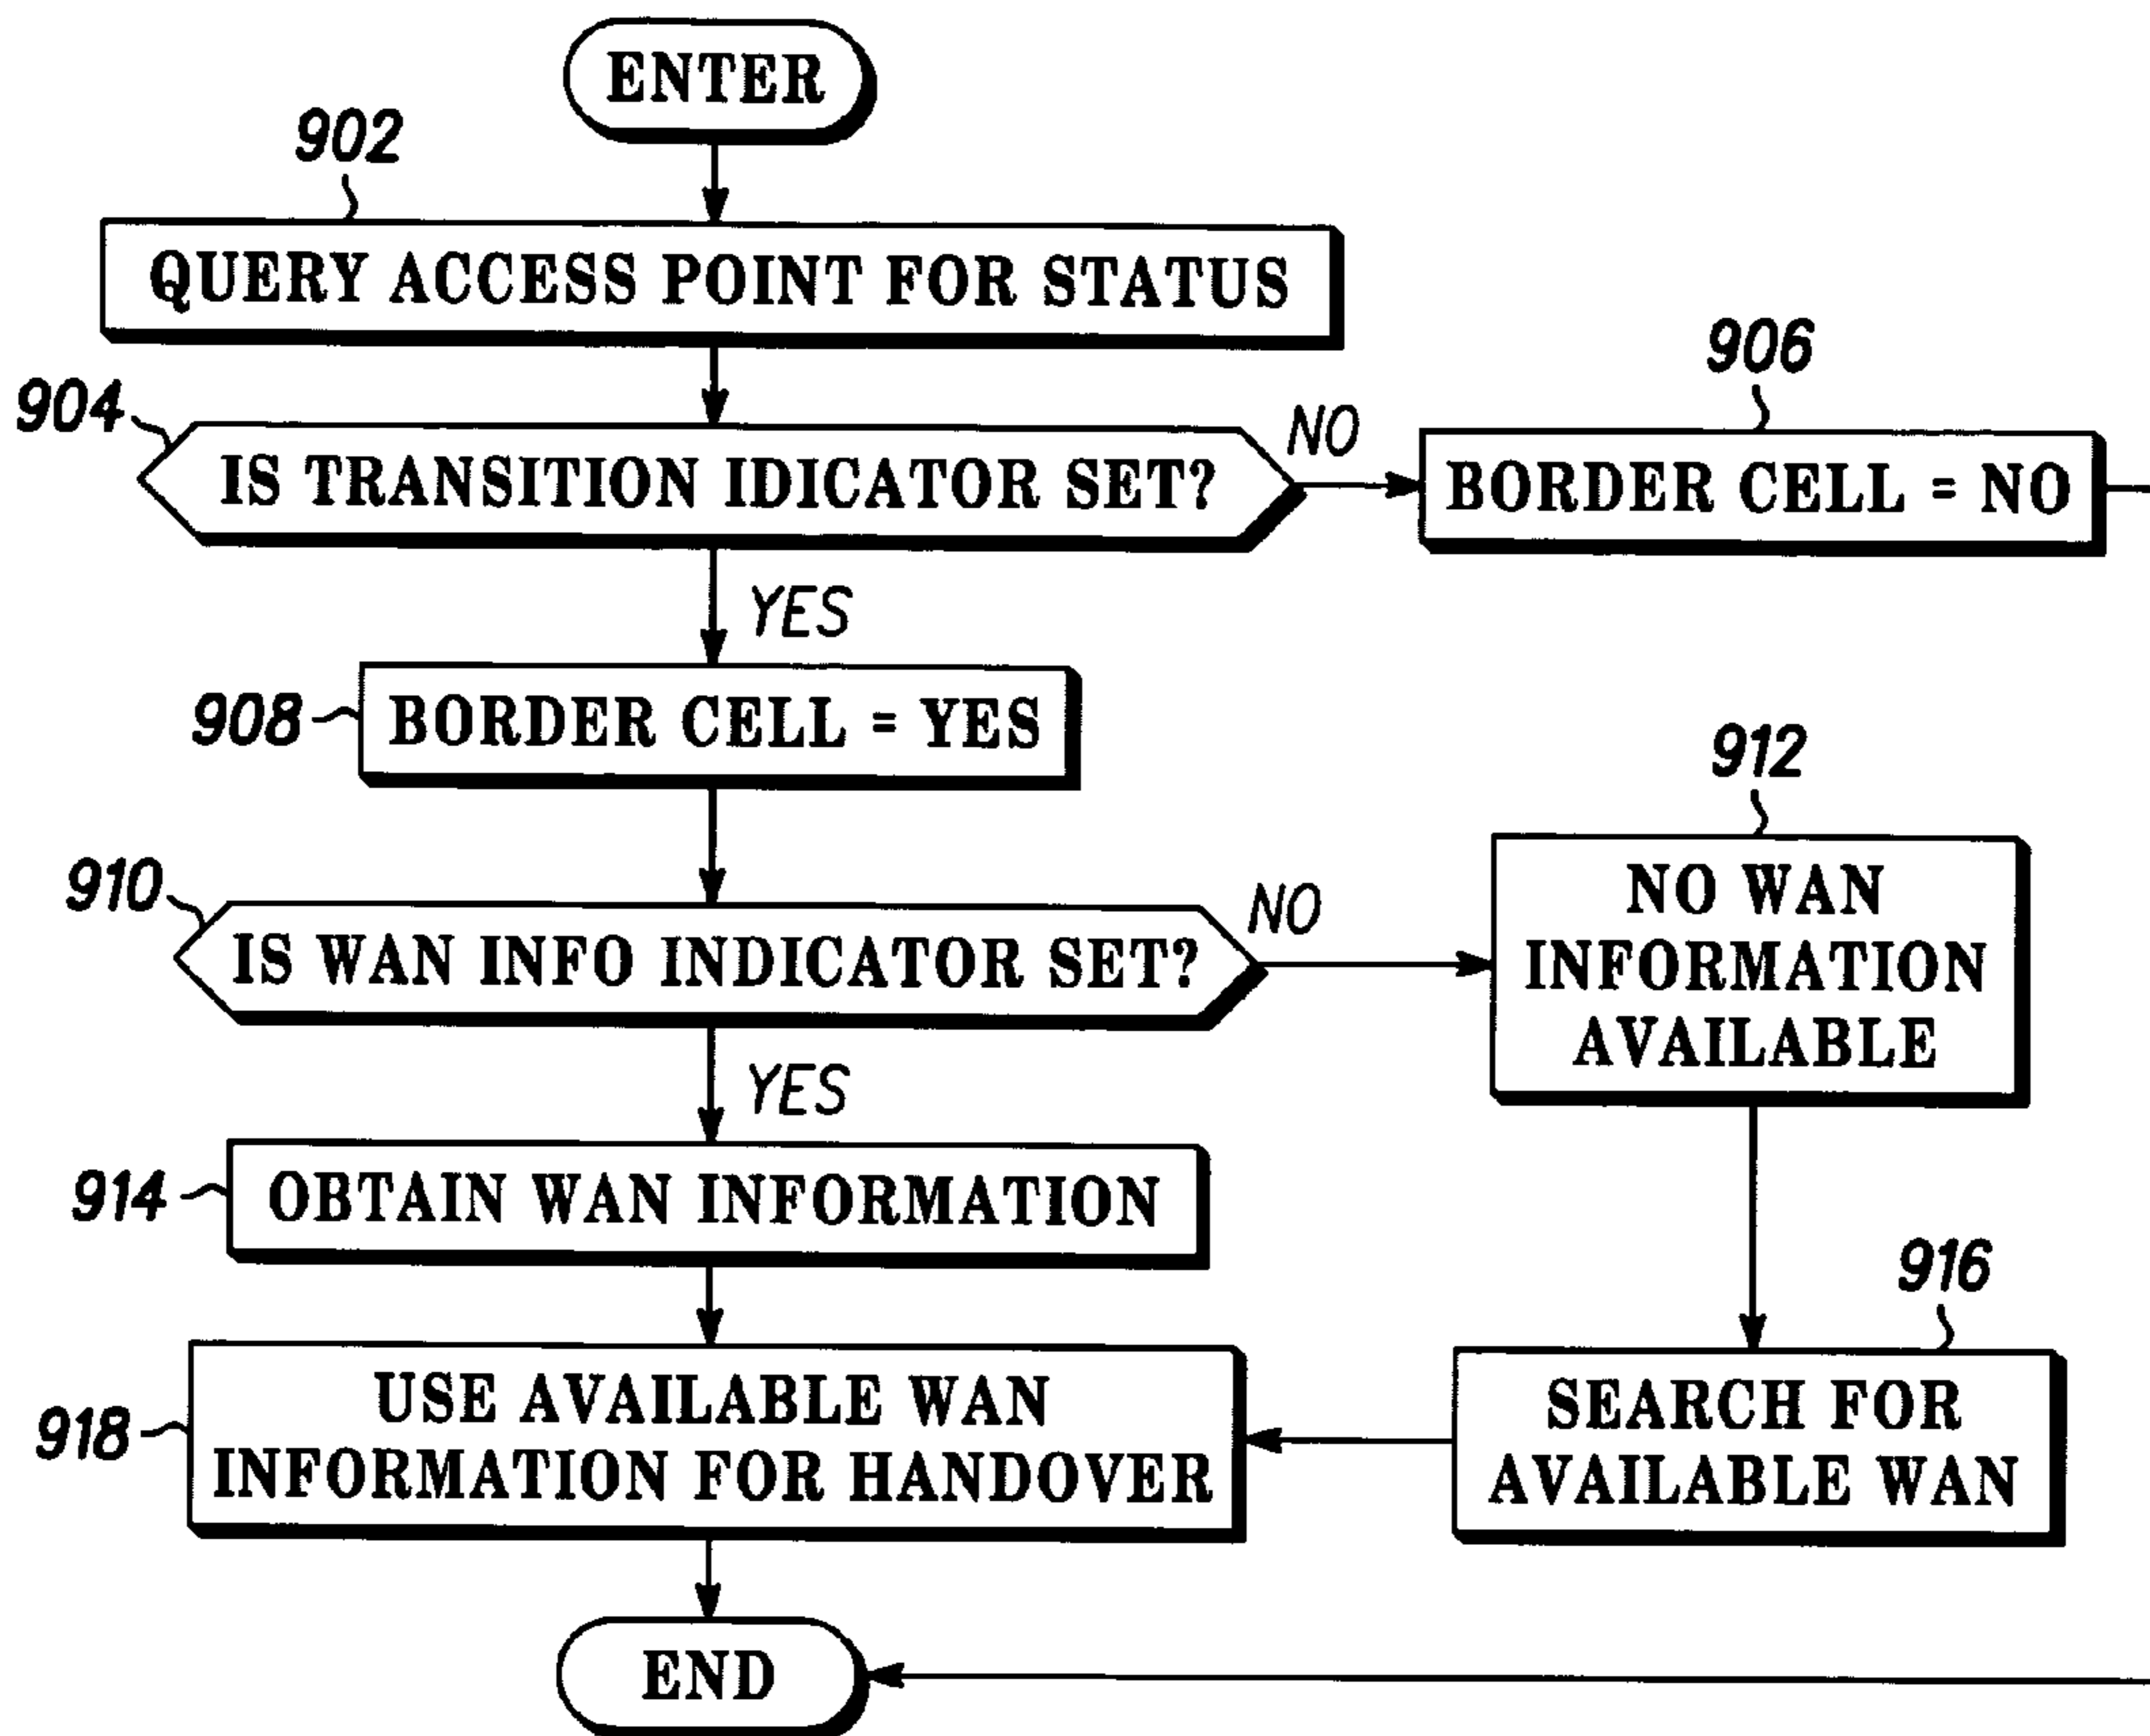 ENTER
902
QUERY ACCESS POINT FOR STATUS
904
IS TRANSITION IDICATOR SET?
NO
906
BORDER CELL = NO
YES
908
BORDER CELL = YES
910
IS WAN INFO INDICATOR SET?
NO
912
NO WAN
INFORMATION
AVAILABLE
YES
914
OBTAIN WAN INFORMATION
916
SEARCH FOR
AVAILABLE WAN
918
USE AVAILABLE WAN
INFORMATION FOR HANDOVER
END